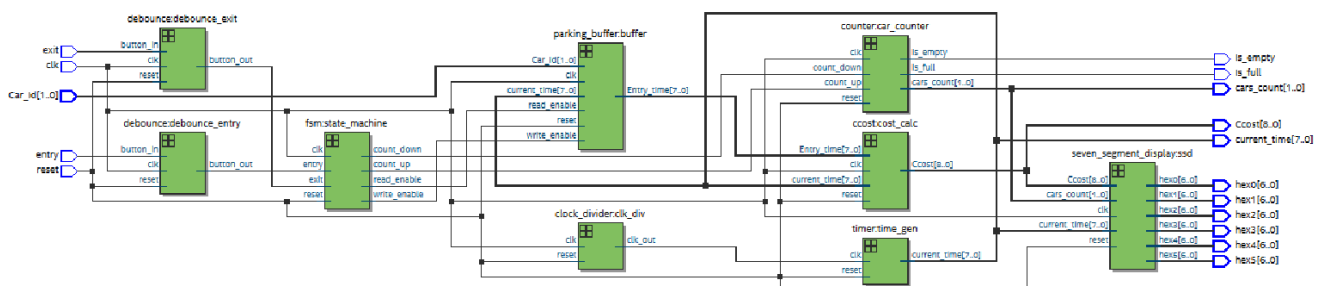 debounce:debounce_exit
exit
clk
Car_id[1..0]
button_in
clk
reset
button_out
debounce:debounce_entry
entry
reset
button_in
clk
reset
button_out
fsm:state_machine
clk
entry
exit
reset
count_down
count_up
read_enable
write_enable
parking_buffer:buffer
Car_id[1..0]
clk
current_time[7..0]
read_enable
reset
write_enable
Entry_time[7..0]
clock_divider:clk_div
clk
reset
clk_out
counter:car_counter
clk
count_down
count_up
reset
is_empty
is_full
cars_count[1..0]
ccost:cost_calc
Entry_time[7..0]
clk
current_time[7..0]
reset
Ccost[8..0]
timer:time_gen
clk
reset
current_time[7..0]
seven_segment_display:ssd
Ccost[8..0]
cars_count[1..0]
clk
current_time[7..0]
reset
hex0[6..0]
hex1[6..0]
hex2[6..0]
hex3[6..0]
hex4[6..0]
hex5[6..0]
is_empty
is_full
cars_count[1..0]
Ccost[8..0]
current_time[7..0]
hex0[6..0]
hex1[6..0]
hex2[6..0]
hex3[6..0]
hex4[6..0]
hex5[6..0]